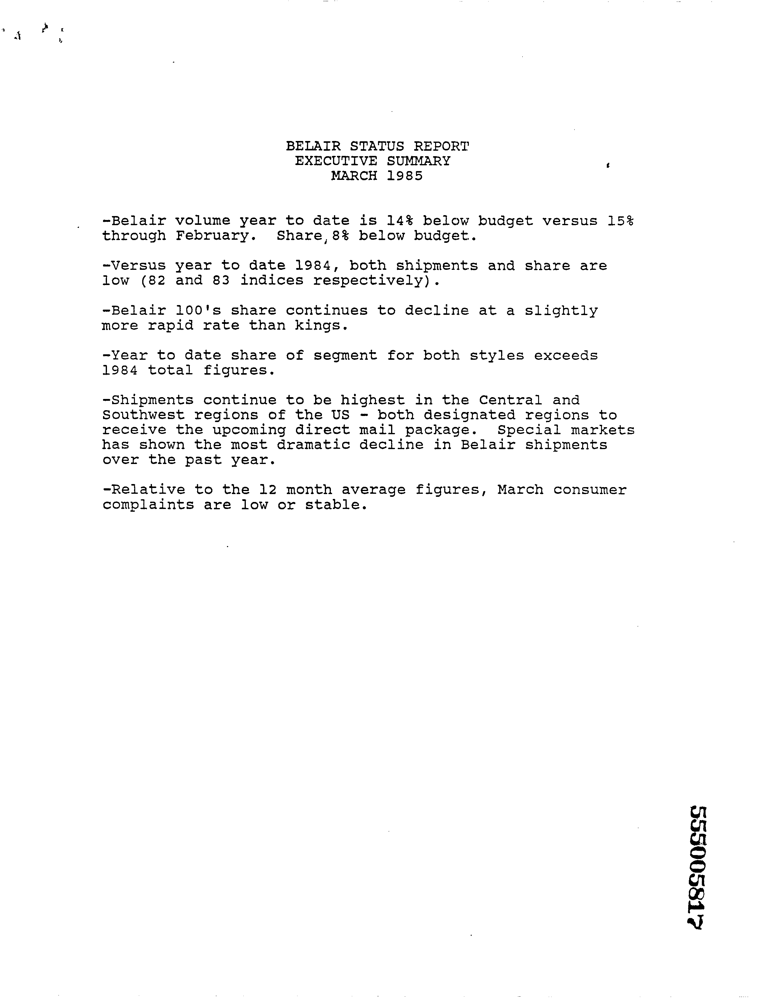 BELAIR STATUS REPORT
EXECUTIVE SUMMARY
MARCH 1985
-Belair volume year to date is 14% below budget versus 15%
through February. Share, 8% below budget.
-Versus year to date 1984, both shipments and share are
low (82 and 83 indices respectively).
-Belair 100's share continues to decline at a slightly
more rapid rate than kings.
-Year to date share of segment for both styles exceeds
1984 total figures.
-Shipments continue to be highest in the Central and
Southwest regions of the US - both designated regions to
receive the upcoming direct mail package. Special markets
has shown the most dramatic decline in Belair shipments
over the past year.
-Relative to the 12 month average figures, March consumer
complaints are low or stable.
555005817